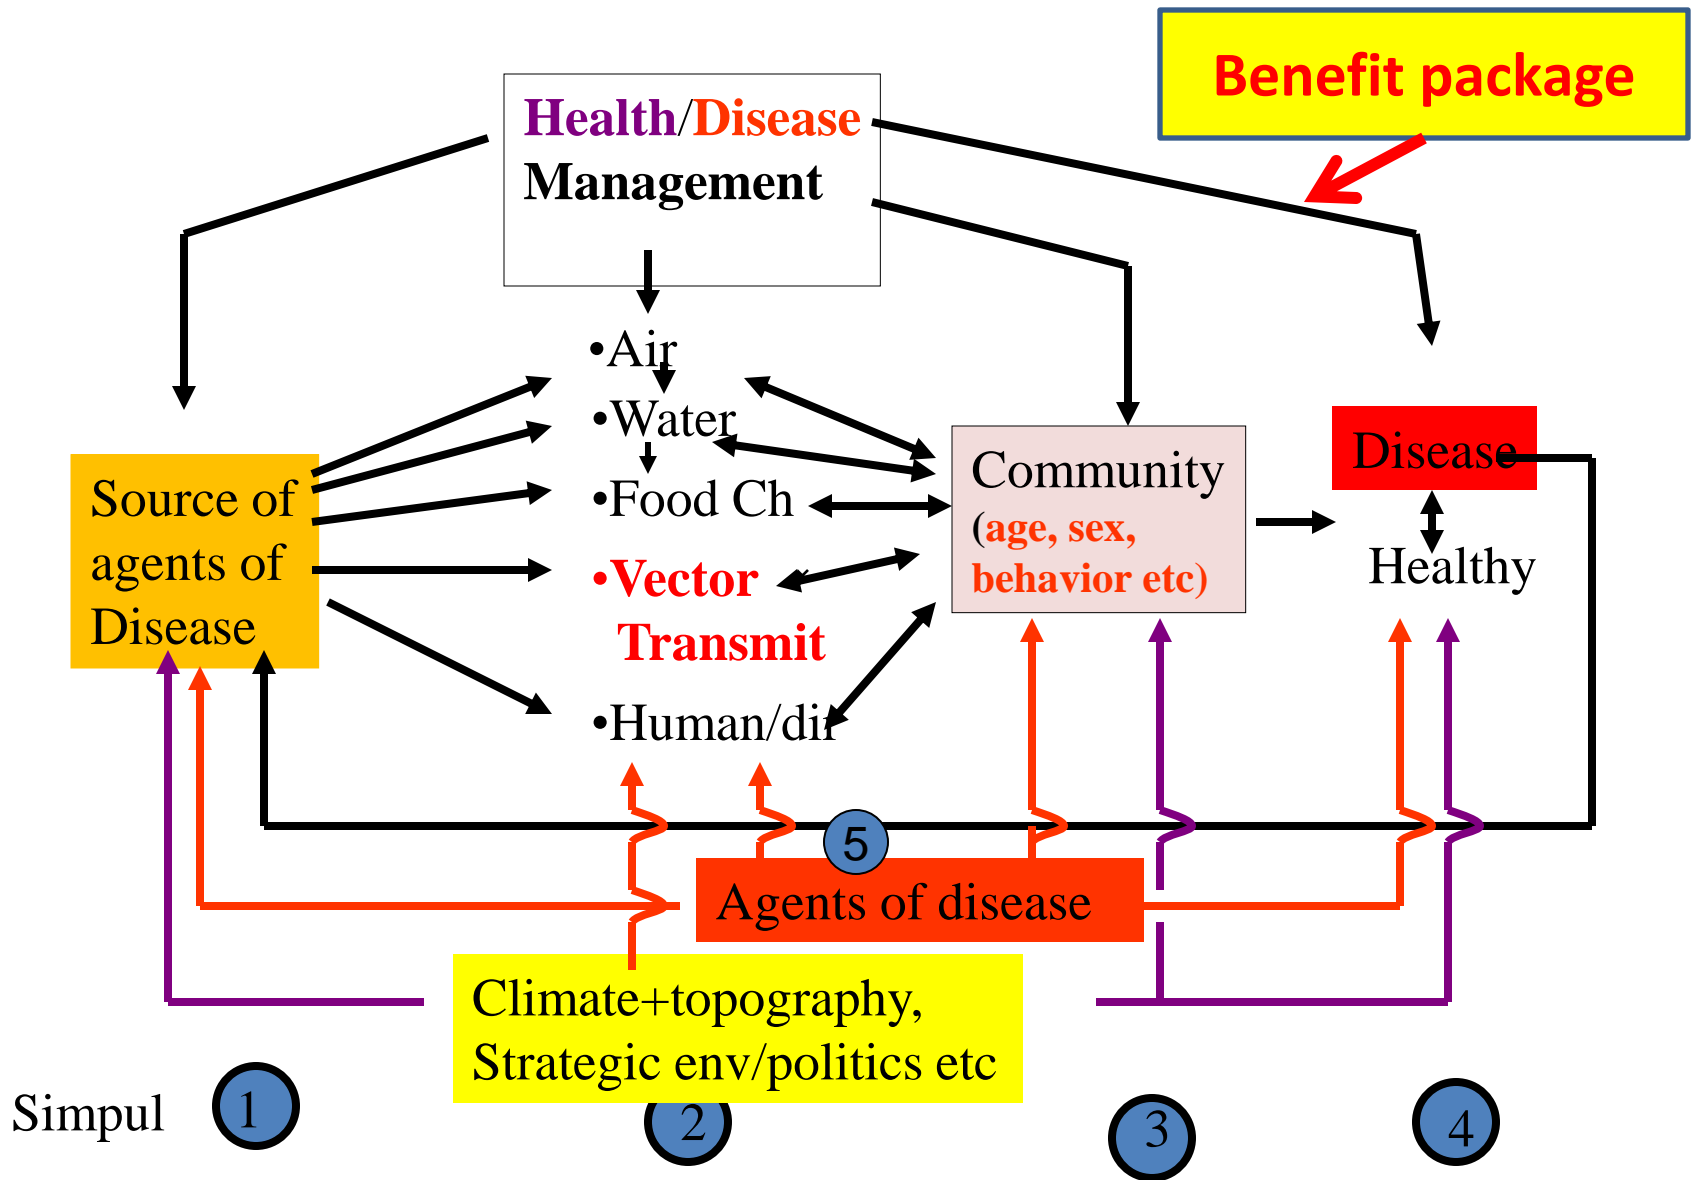 Benefit package
Health/Disease
Management
•Air
•Water
•Food Ch
•Vector
Transmit
•Human/dir
Source of
agents of
Disease
Community
(age, sex,
behavior etc)
Disease
Healthy
5
Agents of disease
Climate+topography,
Strategic env/politics etc
Simpul
1
2
3
4